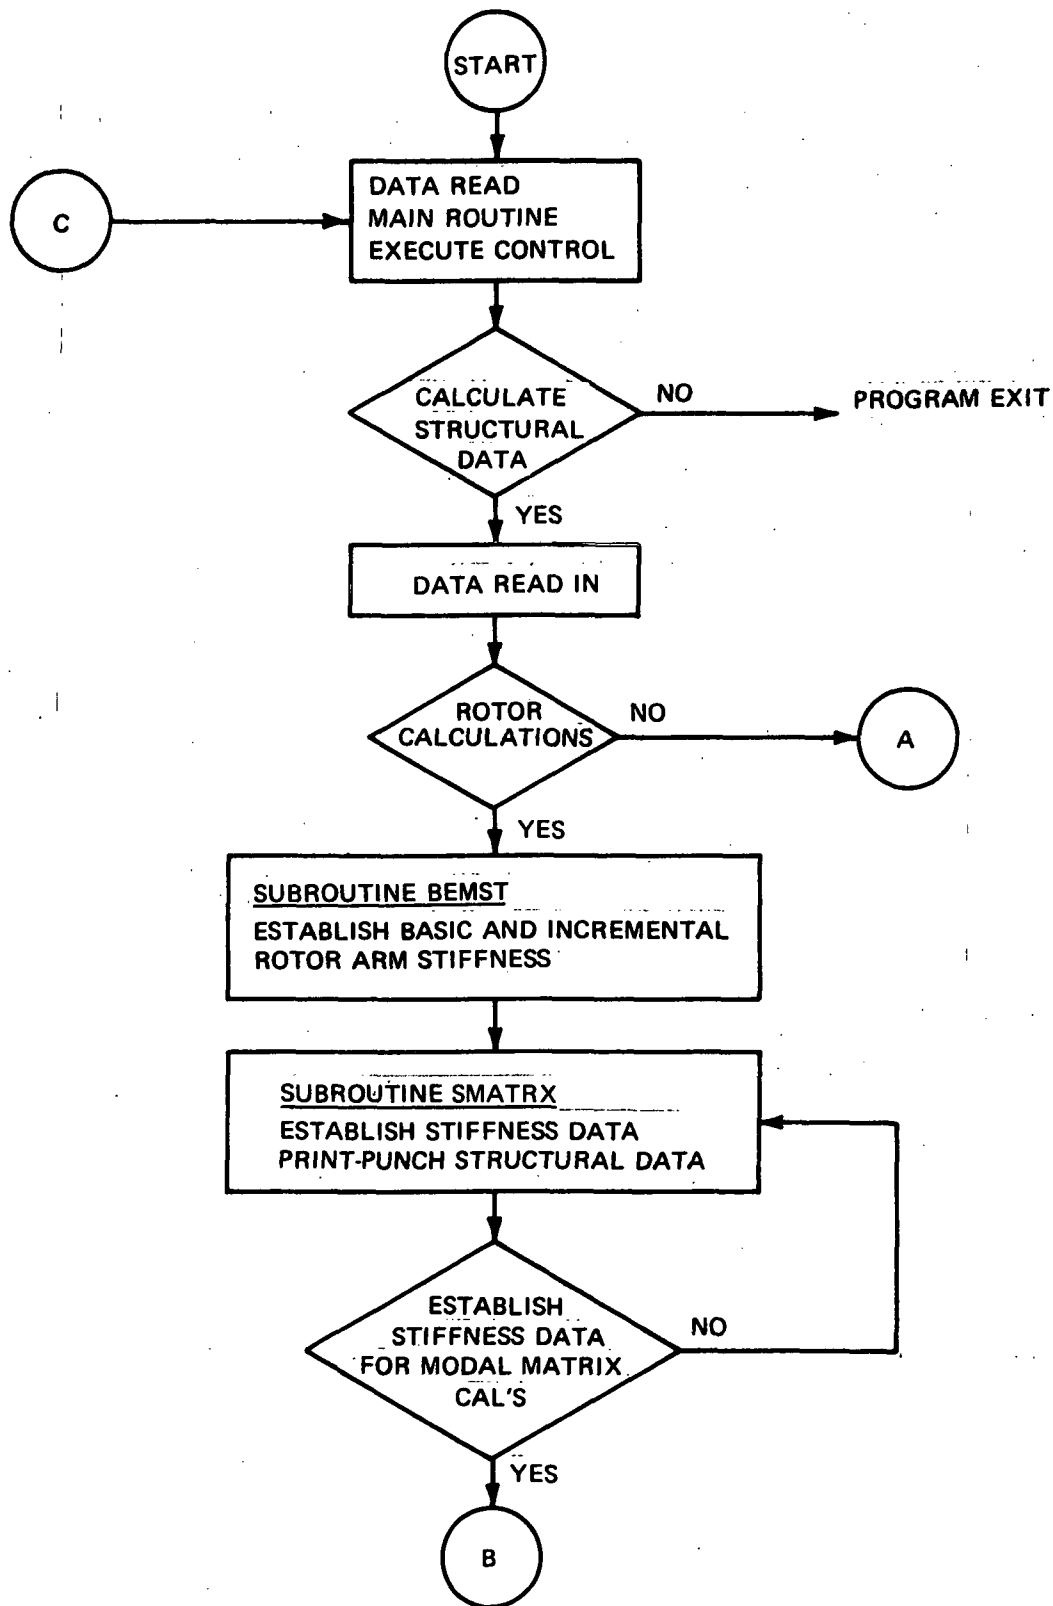 START
C
DATA READ
MAIN ROUTINE
EXECUTE CONTROL
CALCULATE
STRUCTURAL
DATA
NO
PROGRAM EXIT
YES
DATA READ IN
ROTOR
CALCULATIONS
NO
A
YES
SUBROUTINE BEMST
ESTABLISH BASIC AND INCREMENTAL
ROTOR ARM STIFFNESS
SUBROUTINE SMATRX
ESTABLISH STIFFNESS DATA
PRINT-PUNCH STRUCTURAL DATA
ESTABLISH
STIFFNESS DATA
FOR MODAL MATRIX
CAL'S
NO
YES
B